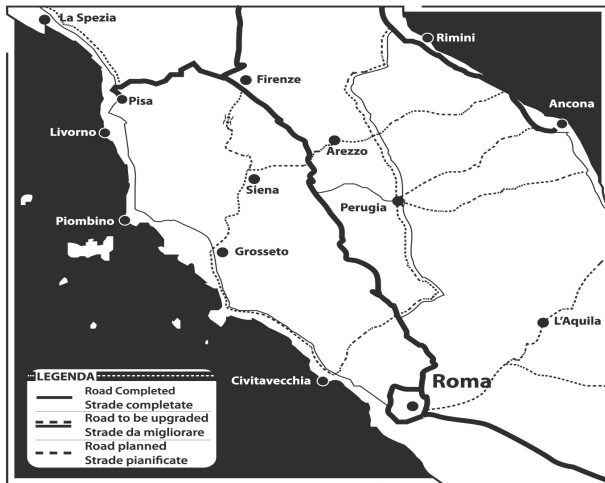 La Spezia
Rimini
Firenze
Pisa
Ancona
Livorno
Arezzo
Siena
Perugia
Piombino
Grosseto
L'Aquila
Civitavecchia
Roma
LEGENDA
Road Completed
Strade completate
Road to be upgraded
Strade da migliorare
Road planned
Strade pianificate